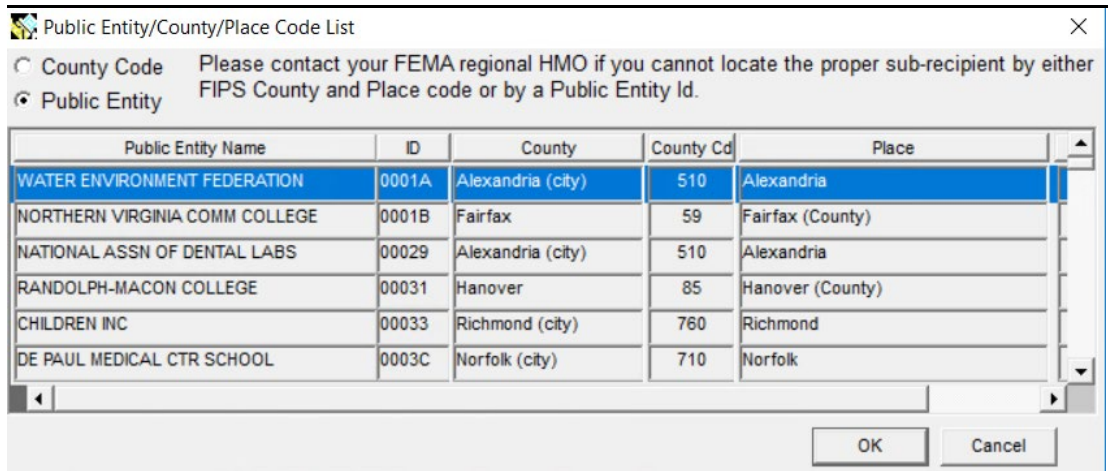 Public Entity/County/Place Code List
County Code
Public Entity
Please contact your FEMA regional HMO if you cannot locate the proper sub-recipient by either
FIPS County and Place code or by a Public Entity Id.
Public Entity Name ID County County Cd Place
WATER ENVIRONMENT FEDERATION 0001A Alexandria (city) 510 Alexandria
NORTHERN VIRGINIA COMM COLLEGE 0001B Fairfax 59 Fairfax (County)
NATIONAL ASSN OF DENTAL LABS 00029 Alexandria (city) 510 Alexandria
RANDOLPH-MACON COLLEGE 00031 Hanover 85 Hanover (County)
CHILDREN INC 00033 Richmond (city) 760 Richmond
DE PAUL MEDICAL CTR SCHOOL 0003C Norfolk (city) 710 Norfolk
OK Cancel